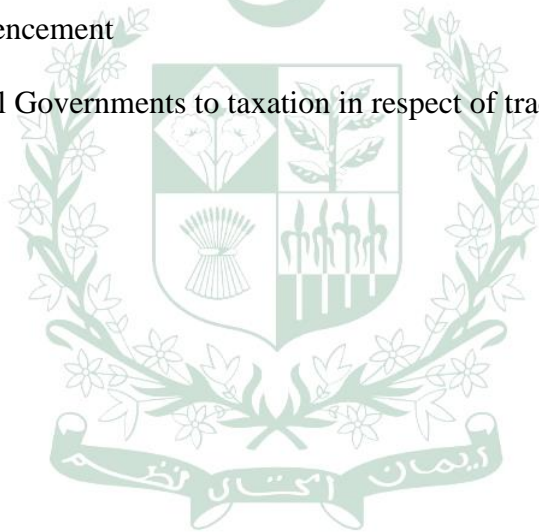 encement
l Governments to taxation in respect of tra
ایمان اتحاد نظم